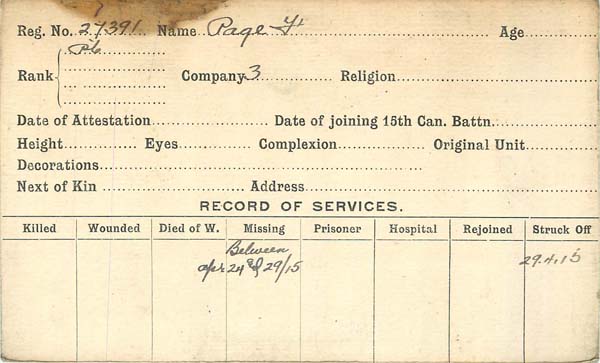 Reg. No. 27391 Name Page F. Age
Rank Pte
Company 3 Religion
Date of Attestation Date of joining 15th Can. Battn.
Height Eyes Complexion Original Unit
Decorations
Next of Kin Address
RECORD OF SERVICES.
Killed Wounded Died of W. Missing Prisoner Hospital Rejoined Struck Off
Between
apr 24 & 29/15 29.4.15